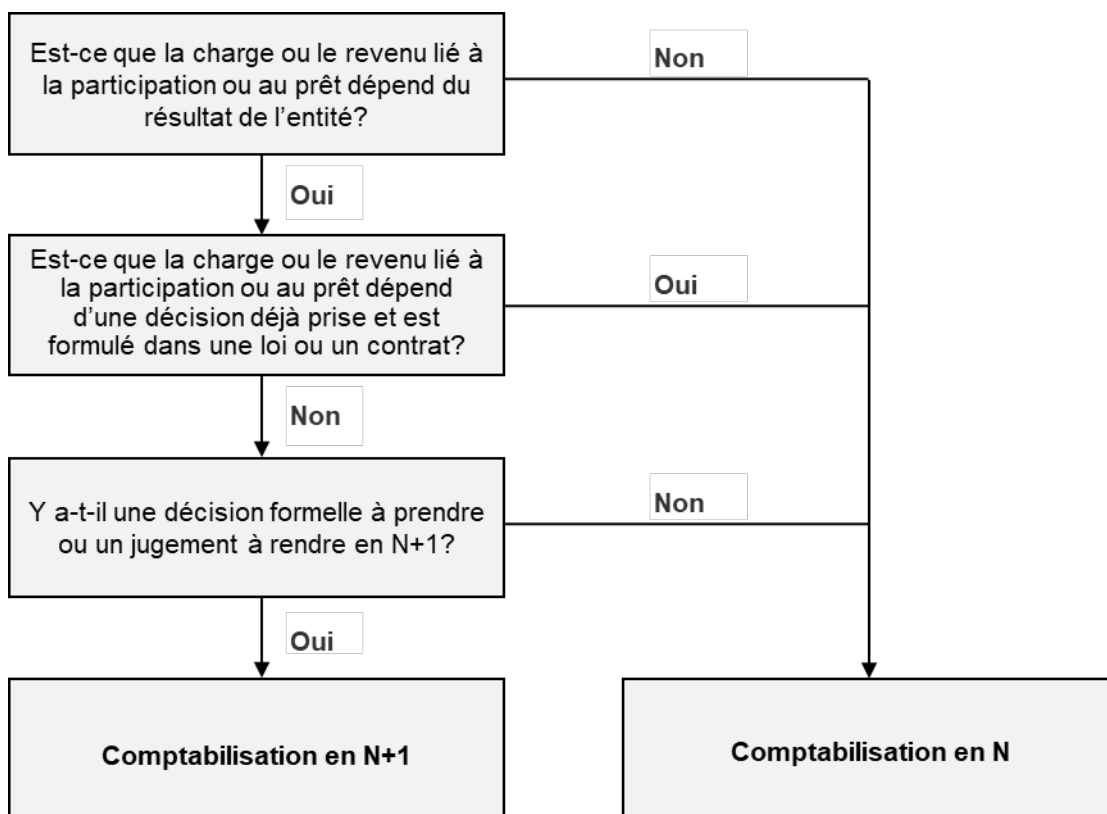 Est-ce que la charge ou le revenu lié à
la participation ou au prêt dépend du
résultat de l'entité?
Non
Oui
Est-ce que la charge ou le revenu lié à
la participation ou au prêt dépend
d'une décision déjà prise et est
formulé dans une loi ou un contrat?
Oui
Non
Y a-t-il une décision formelle à prendre
ou un jugement à rendre en N+1?
Non
Oui
Comptabilisation en N+1
Comptabilisation en N